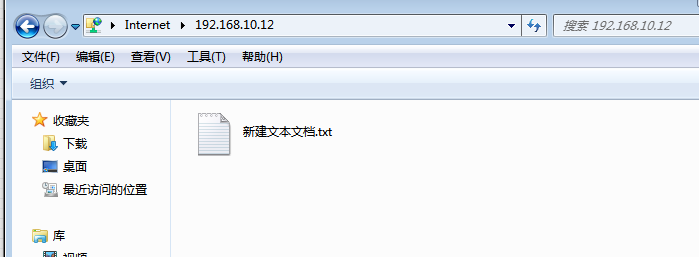 Internet ▸ 192.168.10.12
搜索 192.168.10.12
文件(F) 编辑(E) 查看(V) 工具(T) 帮助(H)
组织
收藏夹
下载
桌面
最近访问的位置
库
视频
新建文本文档.txt